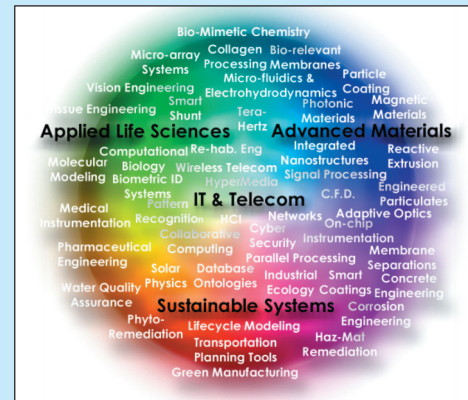 Bio-Mimetic Chemistry
Micro-array Systems
Collagen Processing
Bio-relevant Membranes
Particle Coating
Vision Engineering
Micro-fluidics & Electrohydrodynamics
Tissue Engineering
Smart Shunt
Tera-Hertz
Photonic Materials
Magnetic Materials
Applied Life Sciences
Advanced Materials
Computational Biology
Re-hab. Eng
Integrated Nanostructures
Reactive Extrusion
Molecular Modeling
Wireless Telecom
Signal Processing
Biometric ID Systems
HyperMedia
C.F.D.
Engineered Particulates
Pattern Recognition
IT & Telecom
Medical Instrumentation
HCI
Networks
On-chip Instrumentation
Adaptive Optics
Collaborative Computing
Cyber Security
Pharmaceutical Engineering
Parallel Processing
Membrane Separations
Solar Physics
Database Ontologies
Industrial Ecology
Smart Coatings
Concrete Engineering
Water Quality Assurance
Sustainable Systems
Corrosion Engineering
Phyto-Remediation
Lifecycle Modeling
Haz-Mat Remediation
Transportation Planning Tools
Green Manufacturing